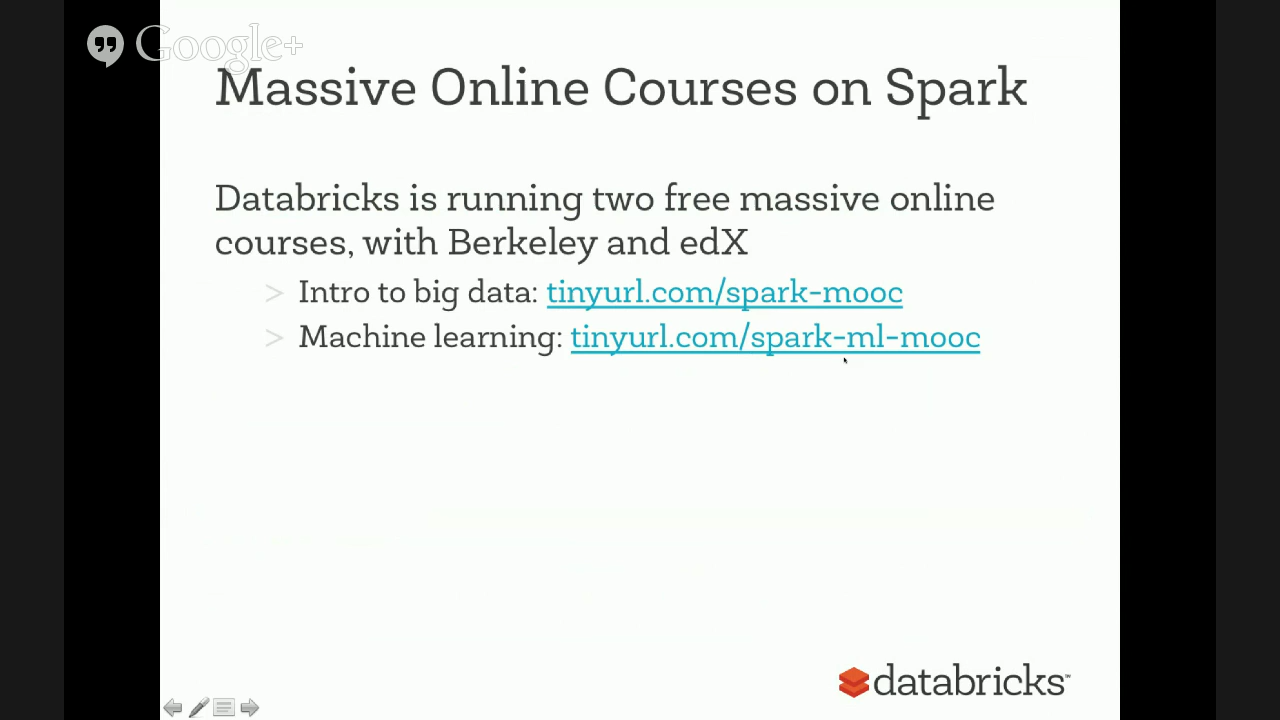 Google+
Massive Online Courses on Spark
Databricks is running two free massive online
courses, with Berkeley and edX
> Intro to big data: tinyurl.com/spark-mooc
> Machine learning: tinyurl.com/spark-ml-mooc
databricks™